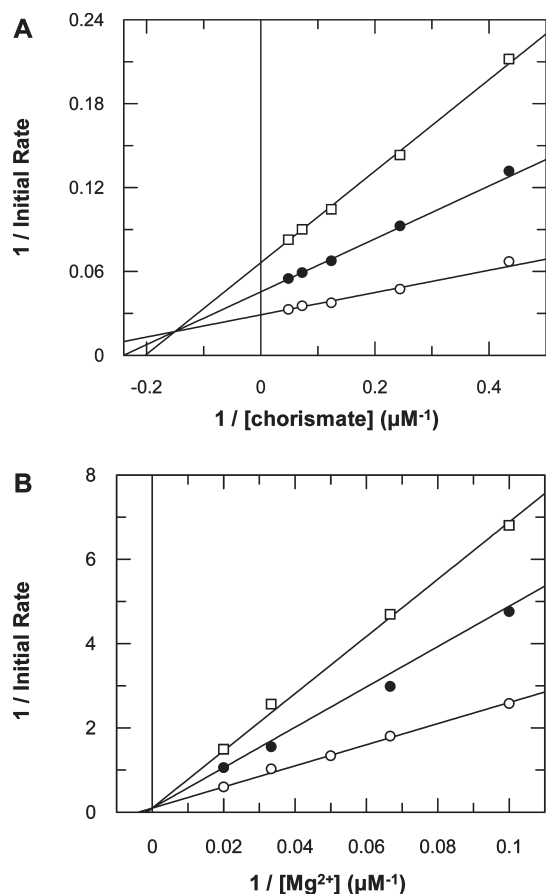 A
0.24
0.18
0.12
0.06
0
1 / Initial Rate
-0.2 0 0.2 0.4
1 / [chorismate] (µM⁻¹)
B
8
6
4
2
0
1 / Initial Rate
0 0.02 0.04 0.06 0.08 0.1
1 / [Mg²⁺] (µM⁻¹)